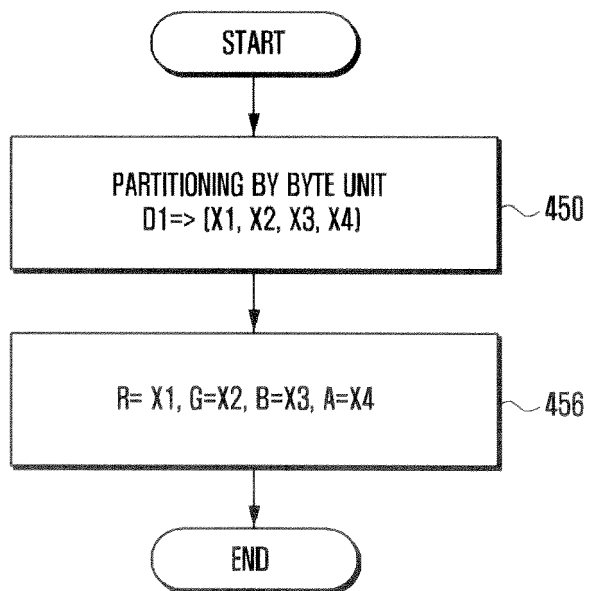 START
PARTITIONING BY BYTE UNIT
D1=> (X1, X2, X3, X4)
450
R= X1, G=X2, B=X3, A=X4
456
END